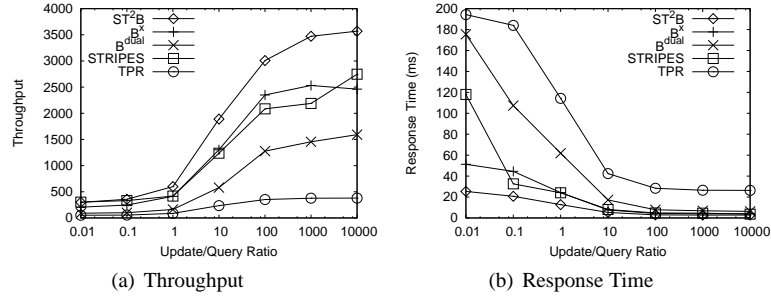 4000
3500
3000
2500
2000
1500
1000
500
0
Throughput
ST²B
Bˣ
B^dual
STRIPES
TPR
0.01 0.1 1 10 100 1000 10000
Update/Query Ratio
(a) Throughput
200
180
160
140
120
100
80
60
40
20
0
Response Time (ms)
ST²B
Bˣ
B^dual
STRIPES
TPR
0.01 0.1 1 10 100 1000 10000
Update/Query Ratio
(b) Response Time